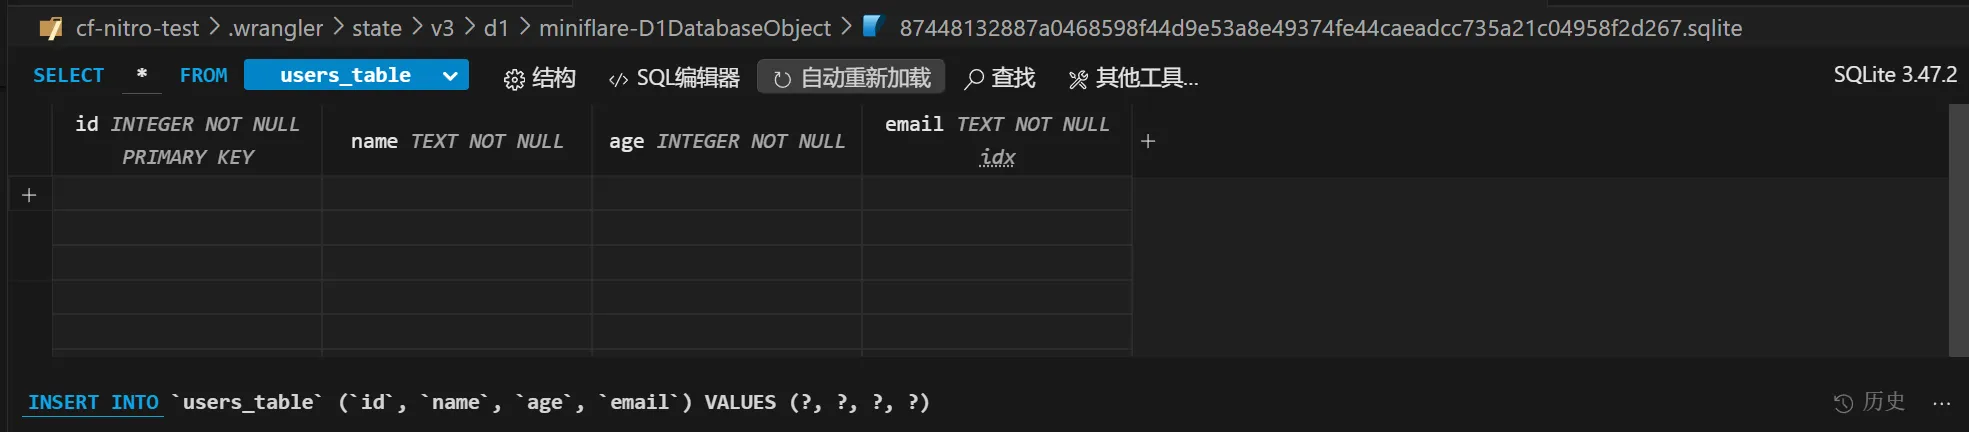 cf-nitro-test > .wrangler > state > v3 > d1 > miniflare-D1DatabaseObject > 87448132887a0468598f44d9e53a8e49374fe44caeadcc735a21c04958f2d267.sqlite
SELECT * FROM users_table 结构 SQL编辑器 自动重新加载 查找 其他工具... SQLite 3.47.2
id INTEGER NOT NULL PRIMARY KEY
name TEXT NOT NULL
age INTEGER NOT NULL
email TEXT NOT NULL idx
+
+
INSERT INTO `users_table` (`id`, `name`, `age`, `email`) VALUES (?, ?, ?, ?) 历史 ...